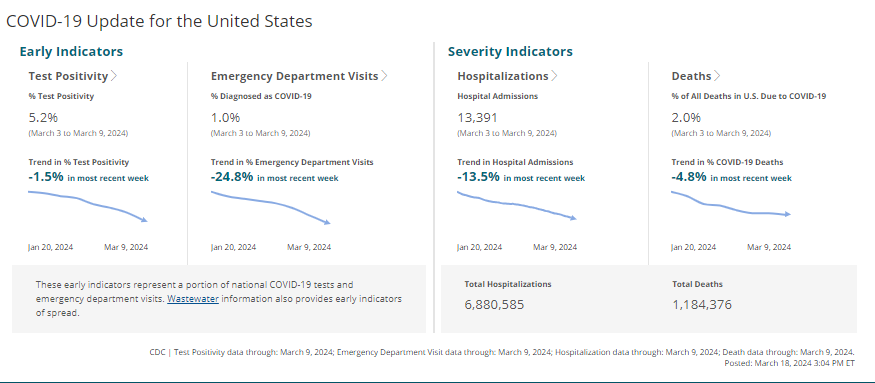 COVID-19 Update for the United States
Early Indicators
Test Positivity
% Test Positivity
5.2%
(March 3 to March 9, 2024)
Trend in % Test Positivity
-1.5% in most recent week
Jan 20, 2024 Mar 9, 2024
Emergency Department Visits
% Diagnosed as COVID-19
1.0%
(March 3 to March 9, 2024)
Trend in % Emergency Department Visits
-24.8% in most recent week
Jan 20, 2024 Mar 9, 2024
These early indicators represent a portion of national COVID-19 tests and
emergency department visits. Wastewater information also provides early indicators
of spread.
Severity Indicators
Hospitalizations
Hospital Admissions
13,391
(March 3 to March 9, 2024)
Trend in Hospital Admissions
-13.5% in most recent week
Jan 20, 2024 Mar 9, 2024
Deaths
% of All Deaths in U.S. Due to COVID-19
2.0%
(March 3 to March 9, 2024)
Trend in % COVID-19 Deaths
-4.8% in most recent week
Jan 20, 2024 Mar 9, 2024
Total Hospitalizations
6,880,585
Total Deaths
1,184,376
CDC | Test Positivity data through: March 9, 2024; Emergency Department Visit data through: March 9, 2024; Hospitalization data through: March 9, 2024; Death data through: March 9, 2024.
Posted: March 18, 2024 3:04 PM ET